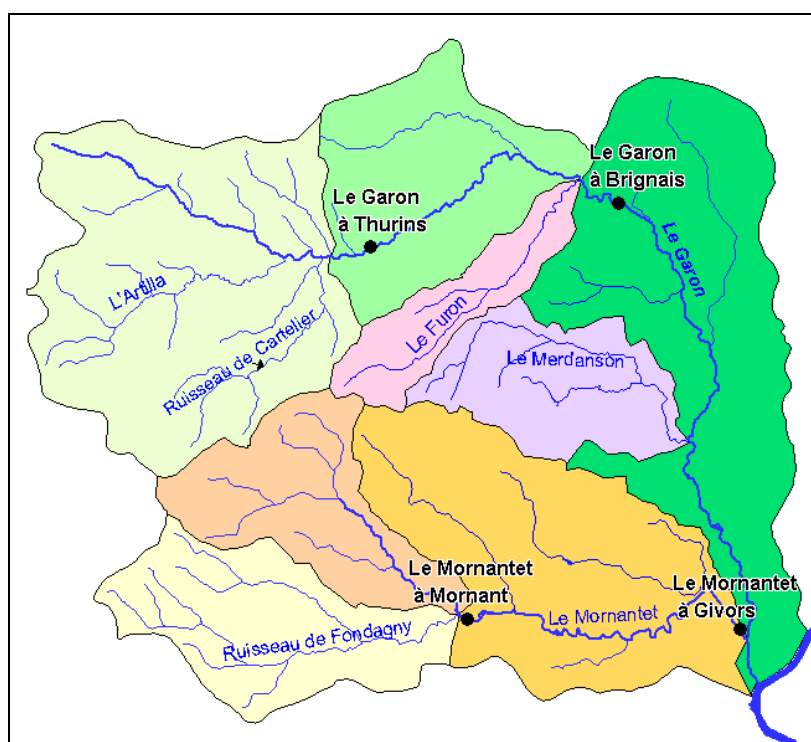 Le Garon
à Brignais
Le Garon
à Thurins
Le Garon
L'Artilla
Le Furon
Ruisseau de Cartelier
Le Merdanson
Le Mornantet
à Mornant
Le Mornantet
Le Mornantet
à Givors
Ruisseau de Fondagny